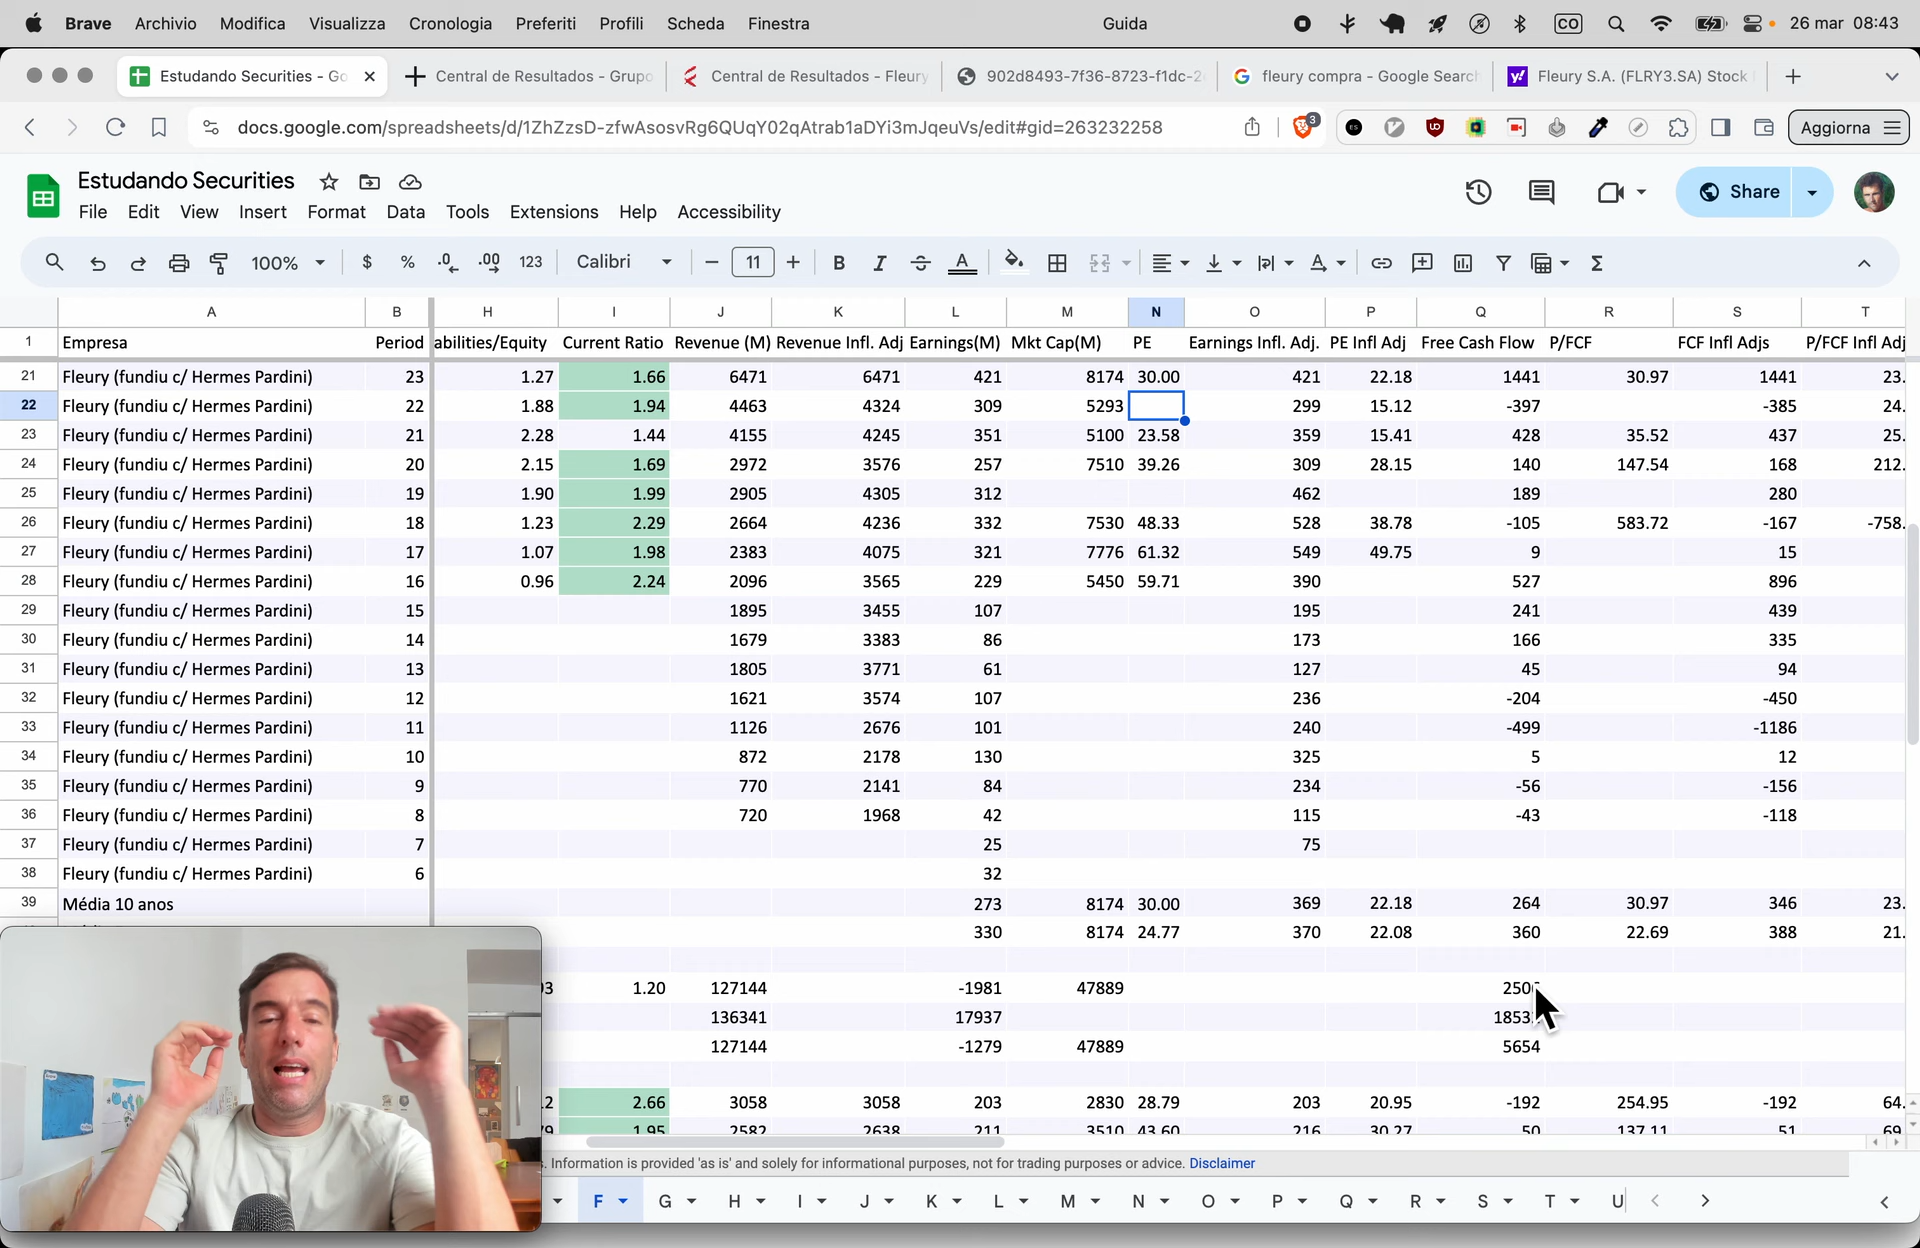 Brave Archivio Modifica Visualizza Cronologia Preferiti Profili Scheda Finestra Guida CO 26 mar 08:43
Estudando Securities - Go Central de Resultados - Grupo Central de Resultados - Fleury 902d8493-7f36-8723-f1dc-2 fleury compra - Google Search Fleury S.A. (FLRY3.SA) Stock
docs.google.com/spreadsheets/d/1ZhZzsD-zfwAsosvRg6QUqY02qAtrab1aDYi3mJqeuVs/edit#gid=263232258 3 Aggiorna
Estudando Securities
Share
File Edit View Insert Format Data Tools Extensions Help Accessibility
100% $ % .0 .00 123 Calibri 11 B I S A
A B H I J K L M N O P Q R S T
1 Empresa Period abilities/Equity Current Ratio Revenue (M) Revenue Infl. Adj Earnings(M) Mkt Cap(M) PE Earnings Infl. Adj. PE Infl Adj Free Cash Flow P/FCF FCF Infl Adjs P/FCF Infl Adj
21 Fleury (fundiu c/ Hermes Pardini) 23 1.27 1.66 6471 6471 421 8174 30.00 421 22.18 1441 30.97 1441 23.
22 Fleury (fundiu c/ Hermes Pardini) 22 1.88 1.94 4463 4324 309 5293 299 15.12 -397 -385 24.
23 Fleury (fundiu c/ Hermes Pardini) 21 2.28 1.44 4155 4245 351 5100 23.58 359 15.41 428 35.52 437 25.
24 Fleury (fundiu c/ Hermes Pardini) 20 2.15 1.69 2972 3576 257 7510 39.26 309 28.15 140 147.54 168 212.
25 Fleury (fundiu c/ Hermes Pardini) 19 1.90 1.99 2905 4305 312 462 189 280
26 Fleury (fundiu c/ Hermes Pardini) 18 1.23 2.29 2664 4236 332 7530 48.33 528 38.78 -105 583.72 -167 -758.
27 Fleury (fundiu c/ Hermes Pardini) 17 1.07 1.98 2383 4075 321 7776 61.32 549 49.75 9 15
28 Fleury (fundiu c/ Hermes Pardini) 16 0.96 2.24 2096 3565 229 5450 59.71 390 527 896
29 Fleury (fundiu c/ Hermes Pardini) 15 1895 3455 107 195 241 439
30 Fleury (fundiu c/ Hermes Pardini) 14 1679 3383 86 173 166 335
31 Fleury (fundiu c/ Hermes Pardini) 13 1805 3771 61 127 45 94
32 Fleury (fundiu c/ Hermes Pardini) 12 1621 3574 107 236 -204 -450
33 Fleury (fundiu c/ Hermes Pardini) 11 1126 2676 101 240 -499 -1186
34 Fleury (fundiu c/ Hermes Pardini) 10 872 2178 130 325 5 12
35 Fleury (fundiu c/ Hermes Pardini) 9 770 2141 84 234 -56 -156
36 Fleury (fundiu c/ Hermes Pardini) 8 720 1968 42 115 -43 -118
37 Fleury (fundiu c/ Hermes Pardini) 7 25 75
38 Fleury (fundiu c/ Hermes Pardini) 6 32
39 Média 10 anos 273 8174 30.00 369 22.18 264 30.97 346 23.
330 8174 24.77 370 22.08 360 22.69 388 21.
1.20 127144 -1981 47889 250
136341 17937 1853
127144 -1279 47889 5654
2.66 3058 3058 203 2830 28.79 203 20.95 -192 254.95 -192 64.
1.95 2582 2638 211 3510 43.60 216 30.27 50 137.11 51 69.
Information is provided 'as is' and solely for informational purposes, not for trading purposes or advice. Disclaimer
F G H I J K L M N O P Q R S T U